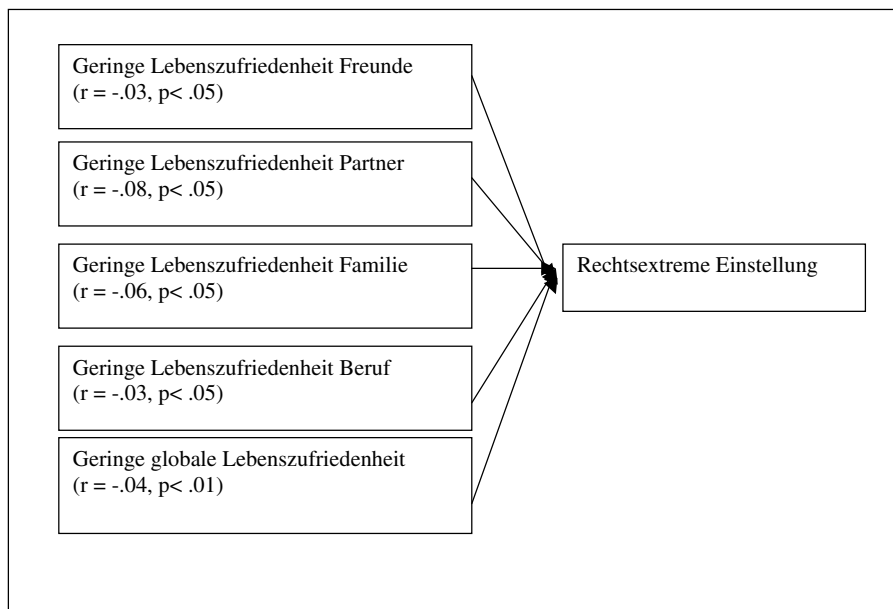 Geringe Lebenszufriedenheit Freunde
(r = -.03, p< .05)
Geringe Lebenszufriedenheit Partner
(r = -.08, p< .05)
Geringe Lebenszufriedenheit Familie
(r = -.06, p< .05)
Rechtsextreme Einstellung
Geringe Lebenszufriedenheit Beruf
(r = -.03, p< .05)
Geringe globale Lebenszufriedenheit
(r = -.04, p< .01)